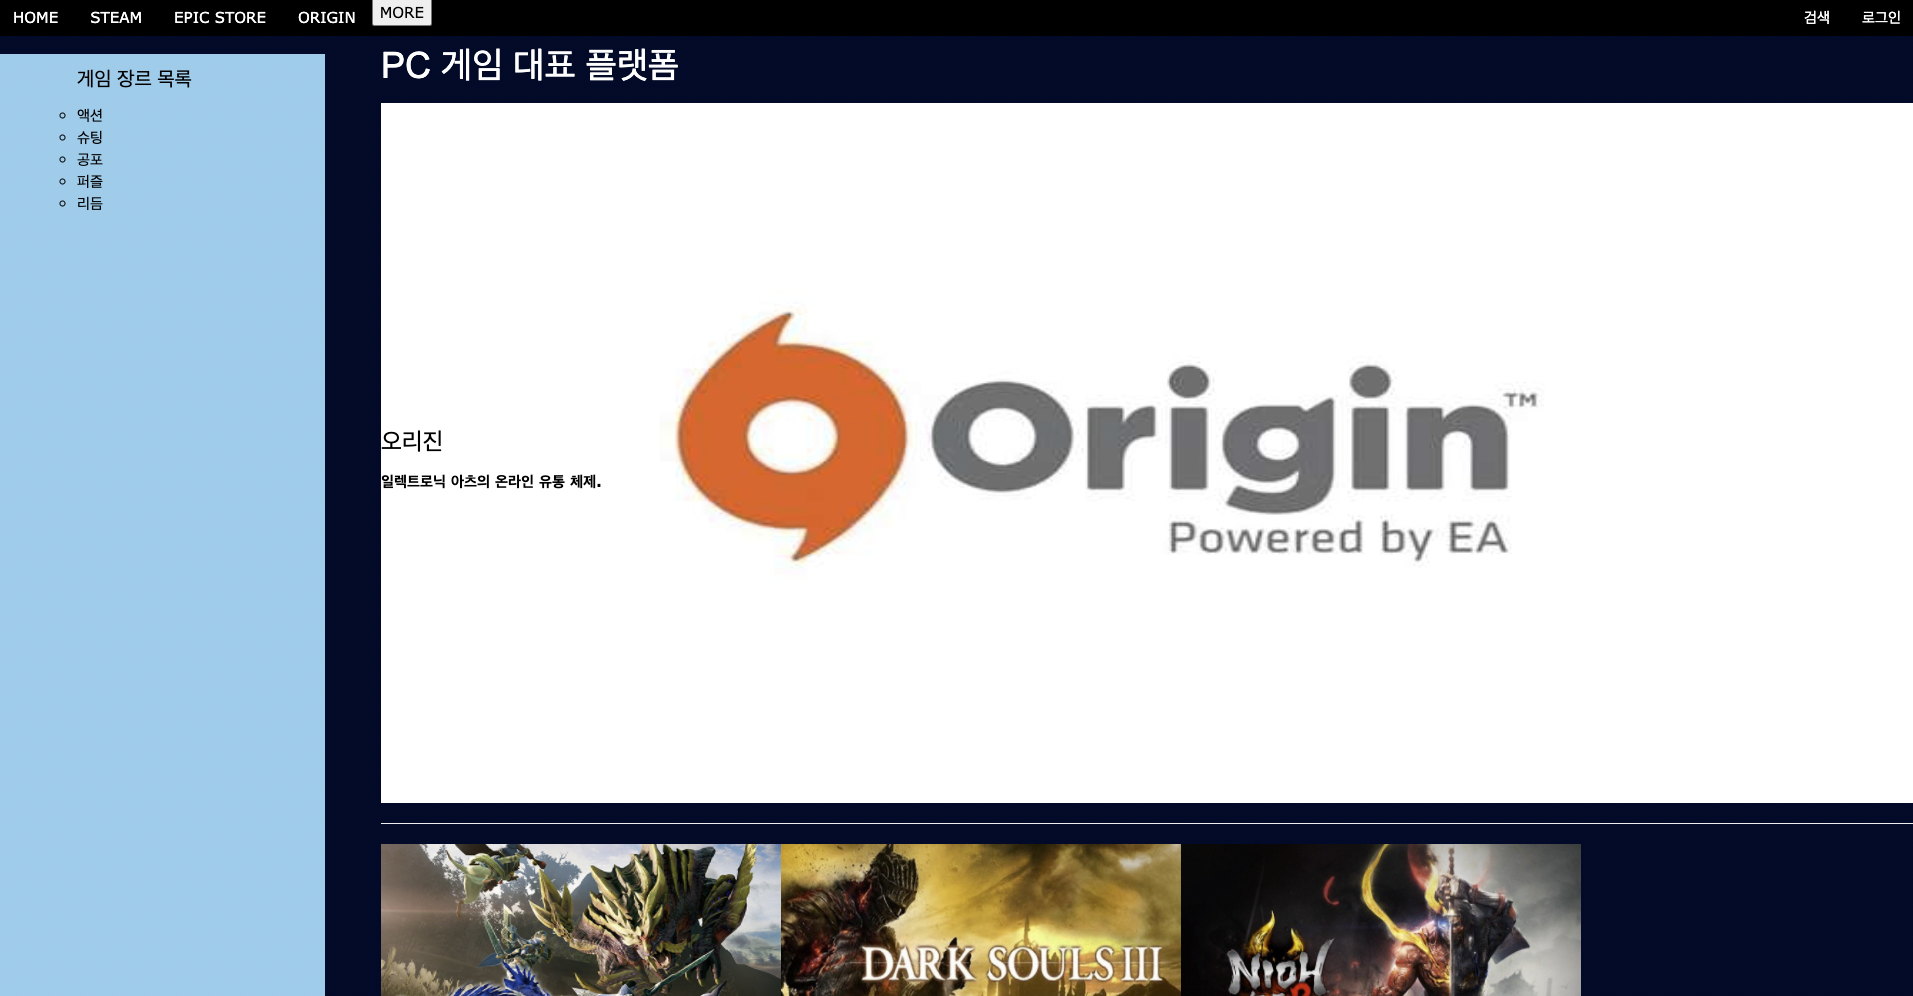 HOME STEAM EPIC STORE ORIGIN MORE 검색 로그인
게임 장르 목록
액션
슈팅
공포
퍼즐
리듬
PC 게임 대표 플랫폼
Origin™
Powered by EA
오리진
일렉트로닉 아츠의 온라인 유통 체제.
DARK SOULS III
NIOH